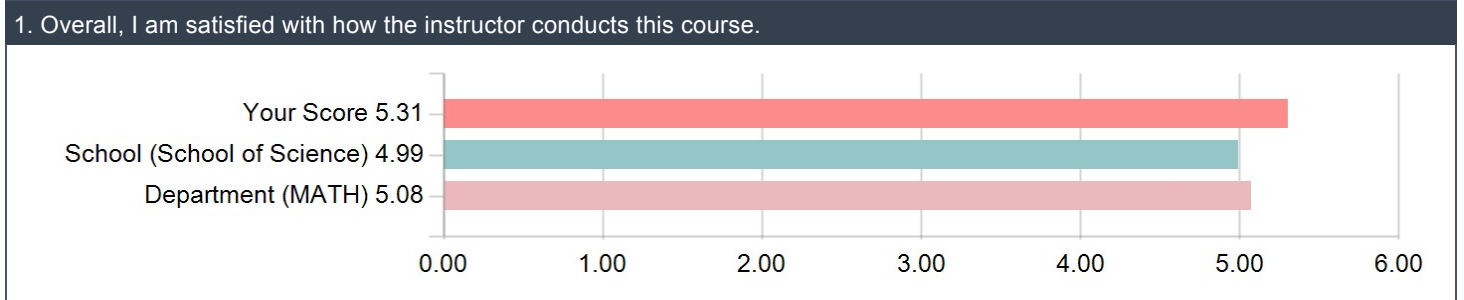 1. Overall, I am satisfied with how the instructor conducts this course.
Your Score 5.31
School (School of Science) 4.99
Department (MATH) 5.08
0.00 1.00 2.00 3.00 4.00 5.00 6.00